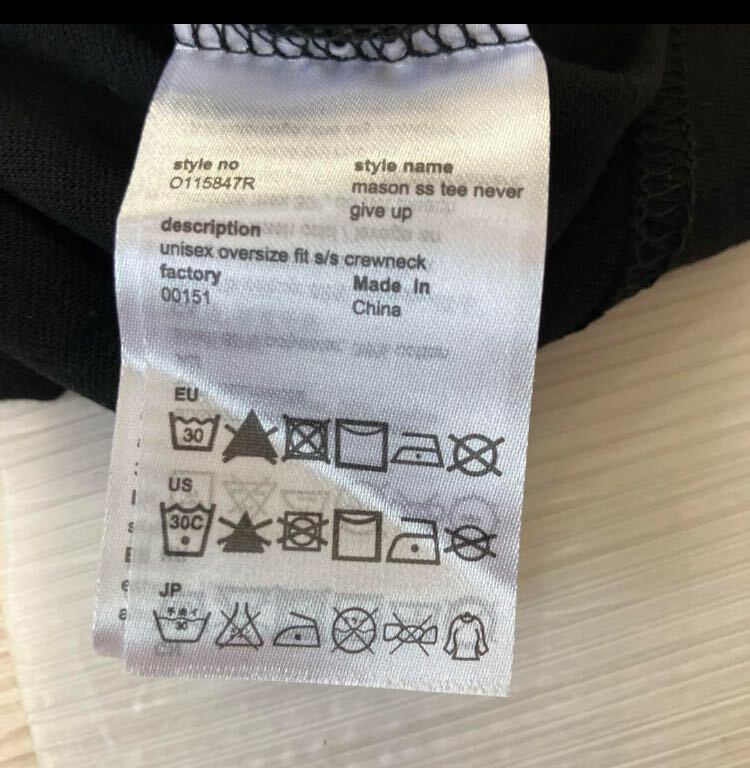 style no
O115847R
style name
mason ss tee never
give up
description
unisex oversize fit s/s crewneck
factory
00151
Made In
China
EU
30
US
30C
JP
30